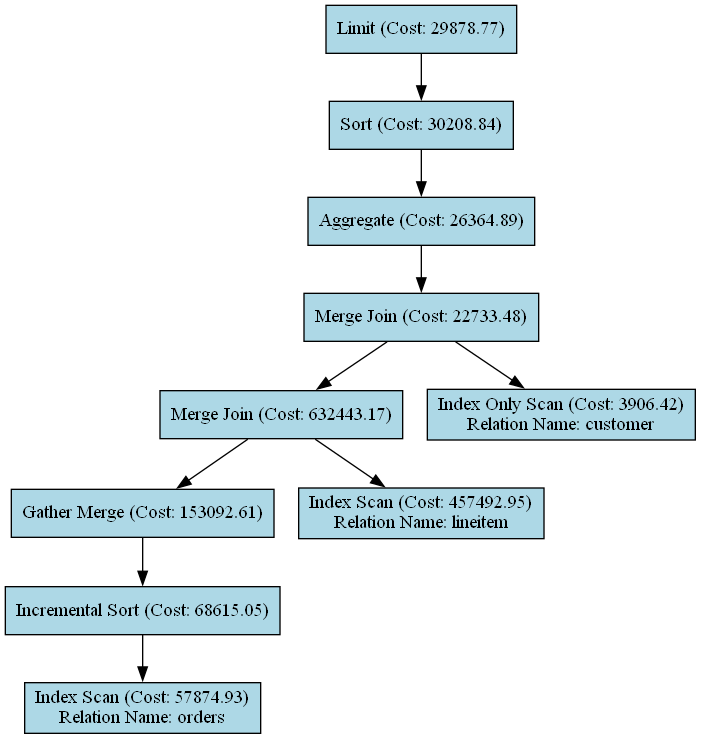 Limit (Cost: 29878.77)
Sort (Cost: 30208.84)
Aggregate (Cost: 26364.89)
Merge Join (Cost: 22733.48)
Merge Join (Cost: 632443.17)
Index Only Scan (Cost: 3906.42)
Relation Name: customer
Gather Merge (Cost: 153092.61)
Index Scan (Cost: 457492.95)
Relation Name: lineitem
Incremental Sort (Cost: 68615.05)
Index Scan (Cost: 57874.93)
Relation Name: orders